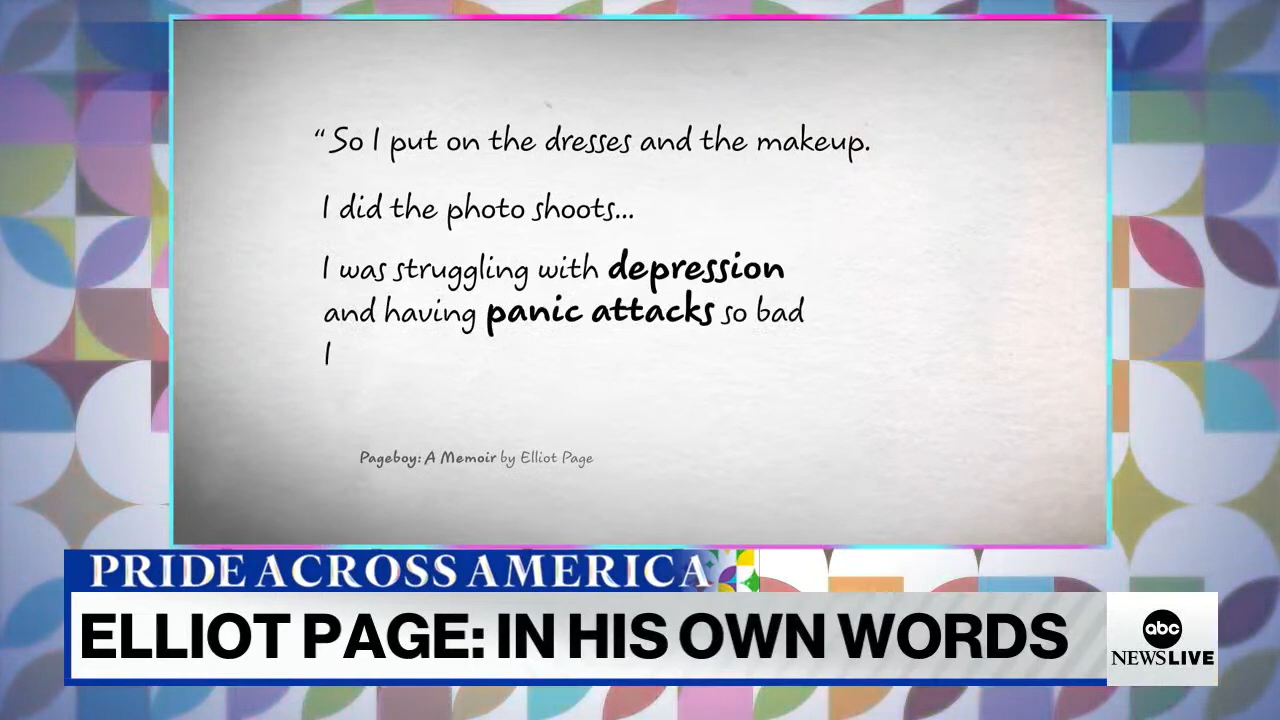 “So I put on the dresses and the makeup.
I did the photo shoots...
I was struggling with depression
and having panic attacks so bad
I
Pageboy: A Memoir by Elliot Page
PRIDE ACROSS AMERICA
ELLIOT PAGE: IN HIS OWN WORDS
abc
NEWS LIVE